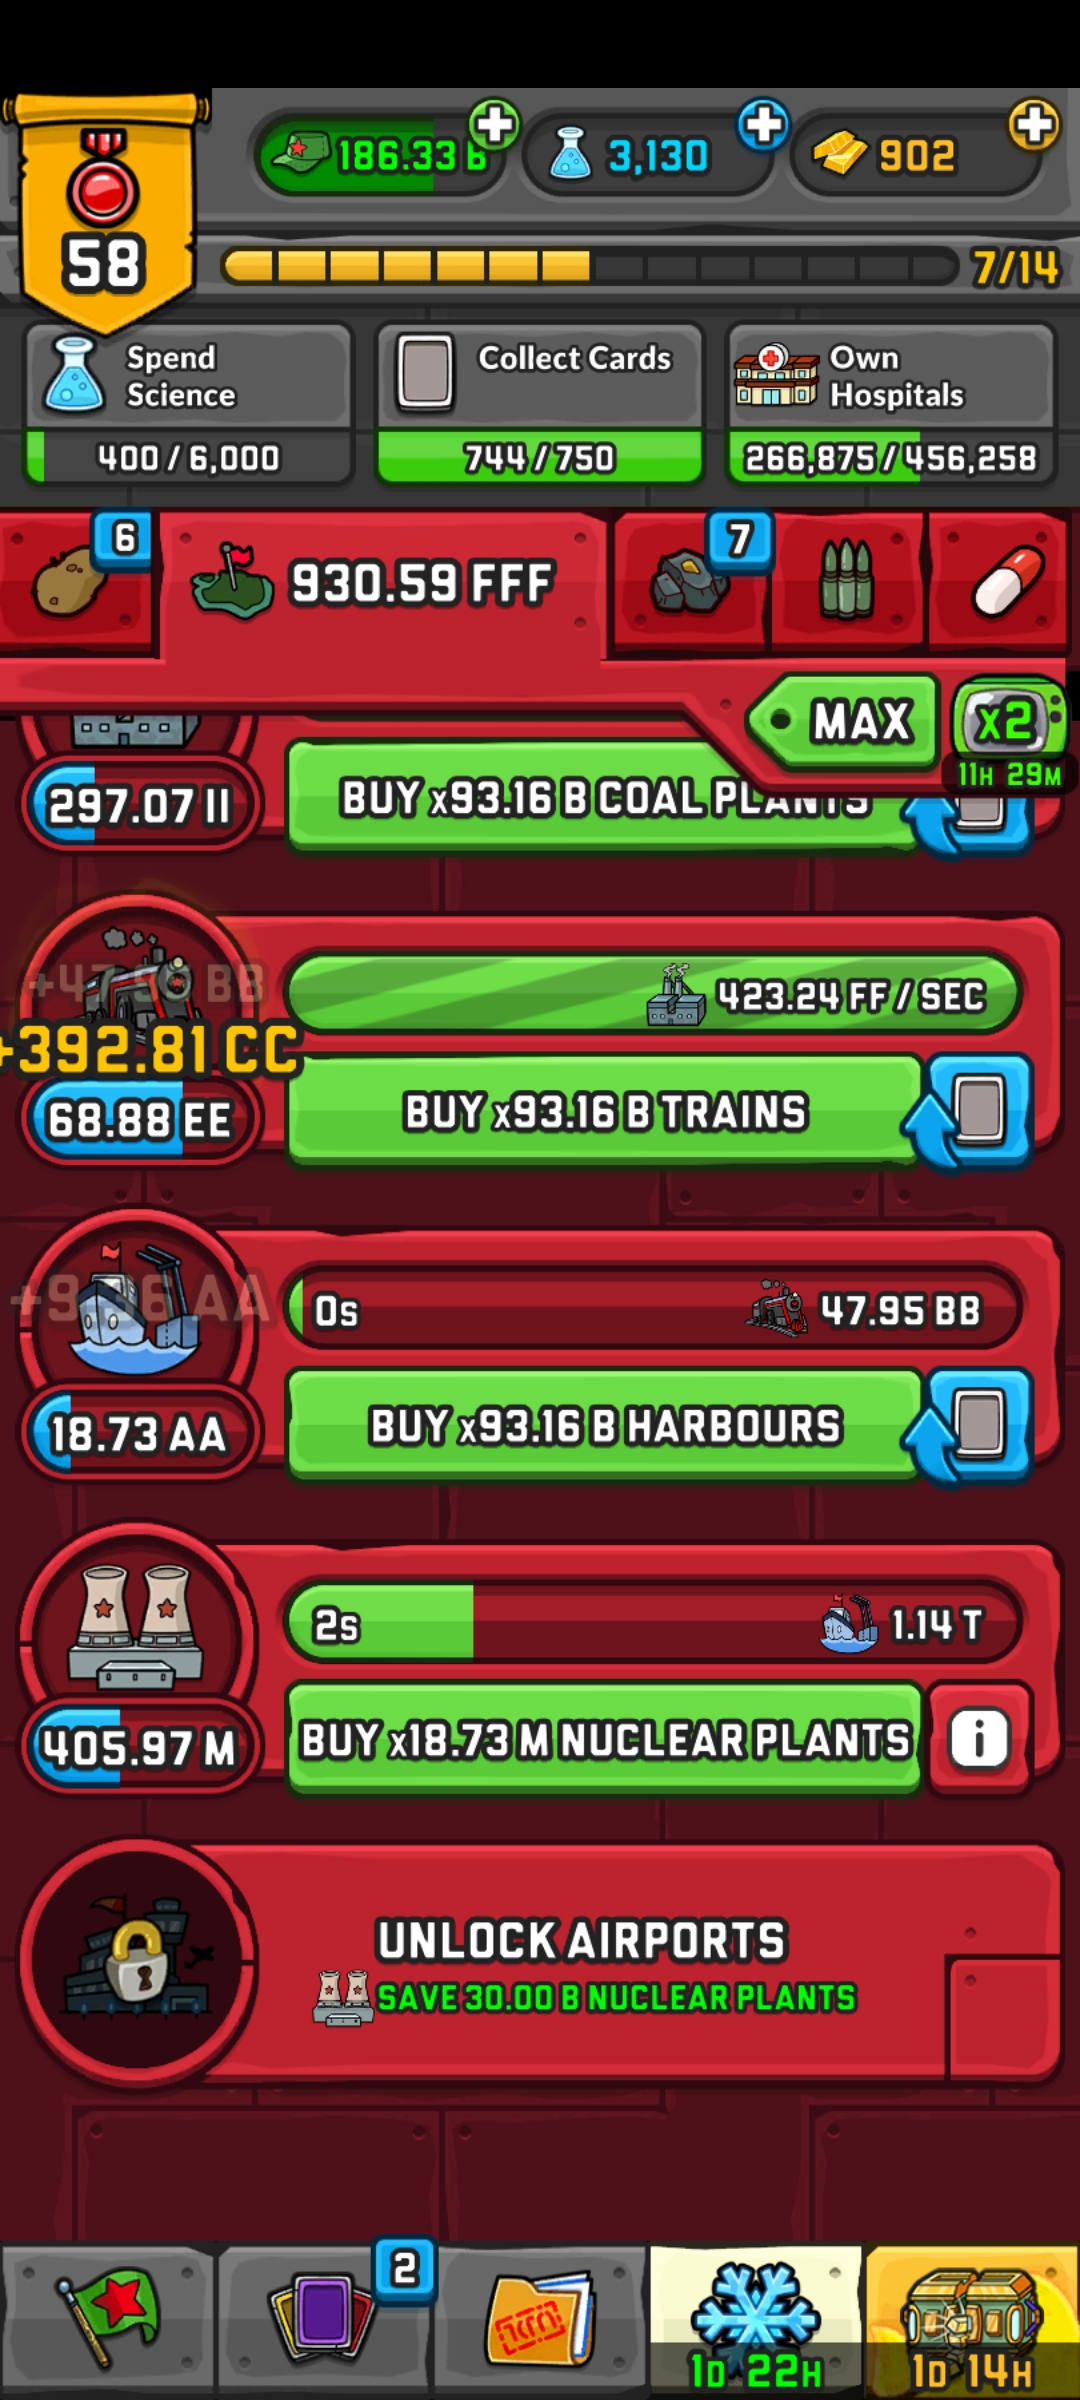 186.33 B
3,130
902
58
7/14
Spend
Science
400 / 6,000
Collect Cards
744 / 750
Own
Hospitals
266,875 / 456,258
6
930.59 FFF
7
MAX
x2
11H 29M
297.07 II
BUY x93.16 B COAL PLANTS
423.24 FF / SEC
+392.81 CC
68.88 EE
BUY x93.16 B TRAINS
0s
47.95 BB
18.73 AA
BUY x93.16 B HARBOURS
2s
1.14 T
405.97 M
BUY x18.73 M NUCLEAR PLANTS
i
UNLOCK AIRPORTS
SAVE 30.00 B NUCLEAR PLANTS
2
1D 22H
1D 14H